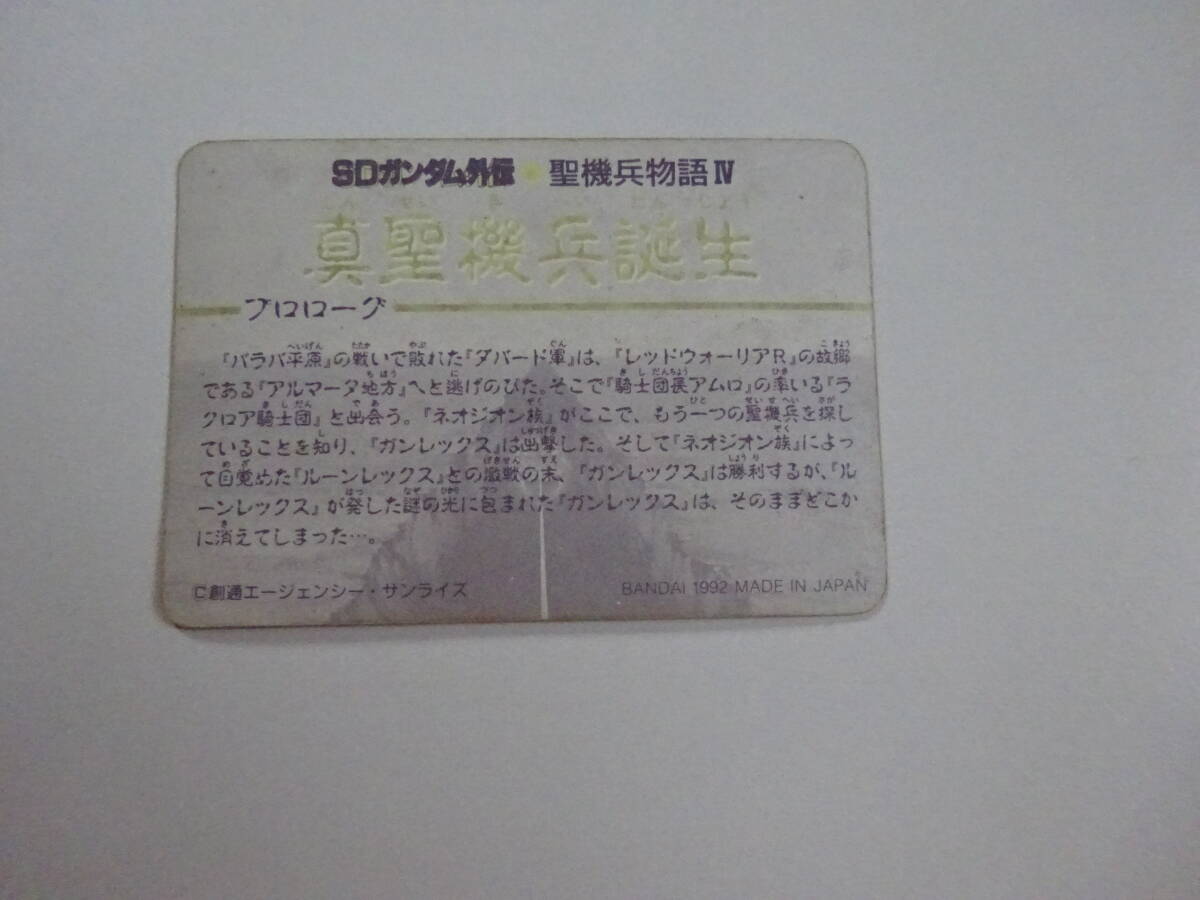 SDガンダム外伝 聖機兵物語Ⅳ
しん せい き へい たん じょう
真聖機兵誕生
プロローグ
『バラバ平原』の戦いで敗れた『ダバード軍』は、『レッドウォーリアR』の故郷
である『アルマータ地方』へと逃げのびた。そこで『騎士団長アムロ』の率いる『ラ
クロア騎士団』と出会う。『ネオジオン族』がここで、もう一つの聖機兵を探し
ていることを知り、『ガンレックス』は出撃した。そして『ネオジオン族』によっ
て目覚めた『ルーンレックス』との激戦の末、『ガンレックス』は勝利するが、『ル
ーンレックス』が発した謎の光に包まれた『ガンレックス』は、そのままどこか
に消えてしまった…。
©創通エージェンシー・サンライズ
BANDAI 1992 MADE IN JAPAN